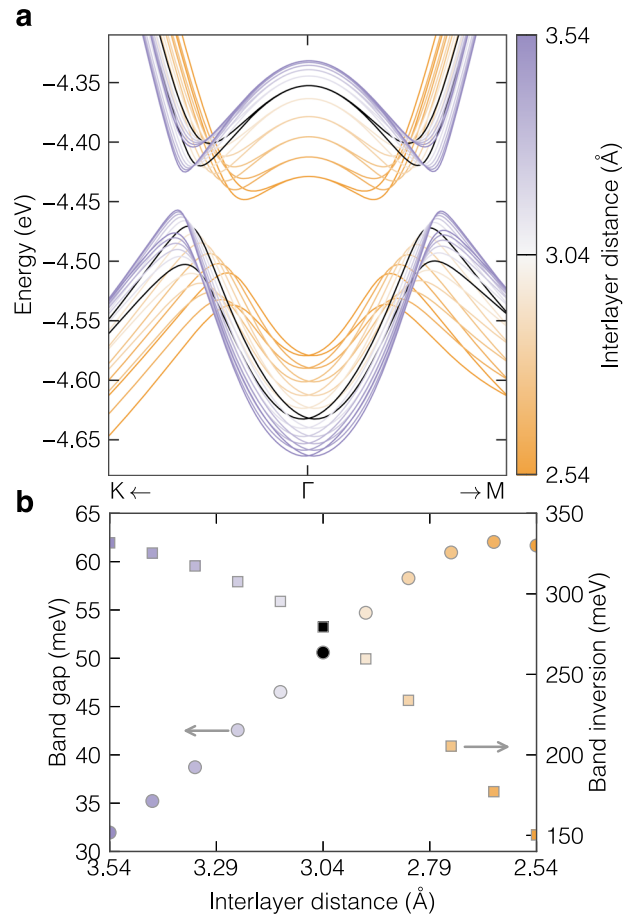 a
−4.35
−4.40
−4.45
−4.50
−4.55
−4.60
−4.65
Energy (eV)
K ←
Γ
→ M
3.54
3.04
2.54
Interlayer distance (Å)
b
65
60
55
50
45
40
35
30
Band gap (meV)
350
300
250
200
150
Band inversion (meV)
3.54
3.29
3.04
2.79
2.54
Interlayer distance (Å)